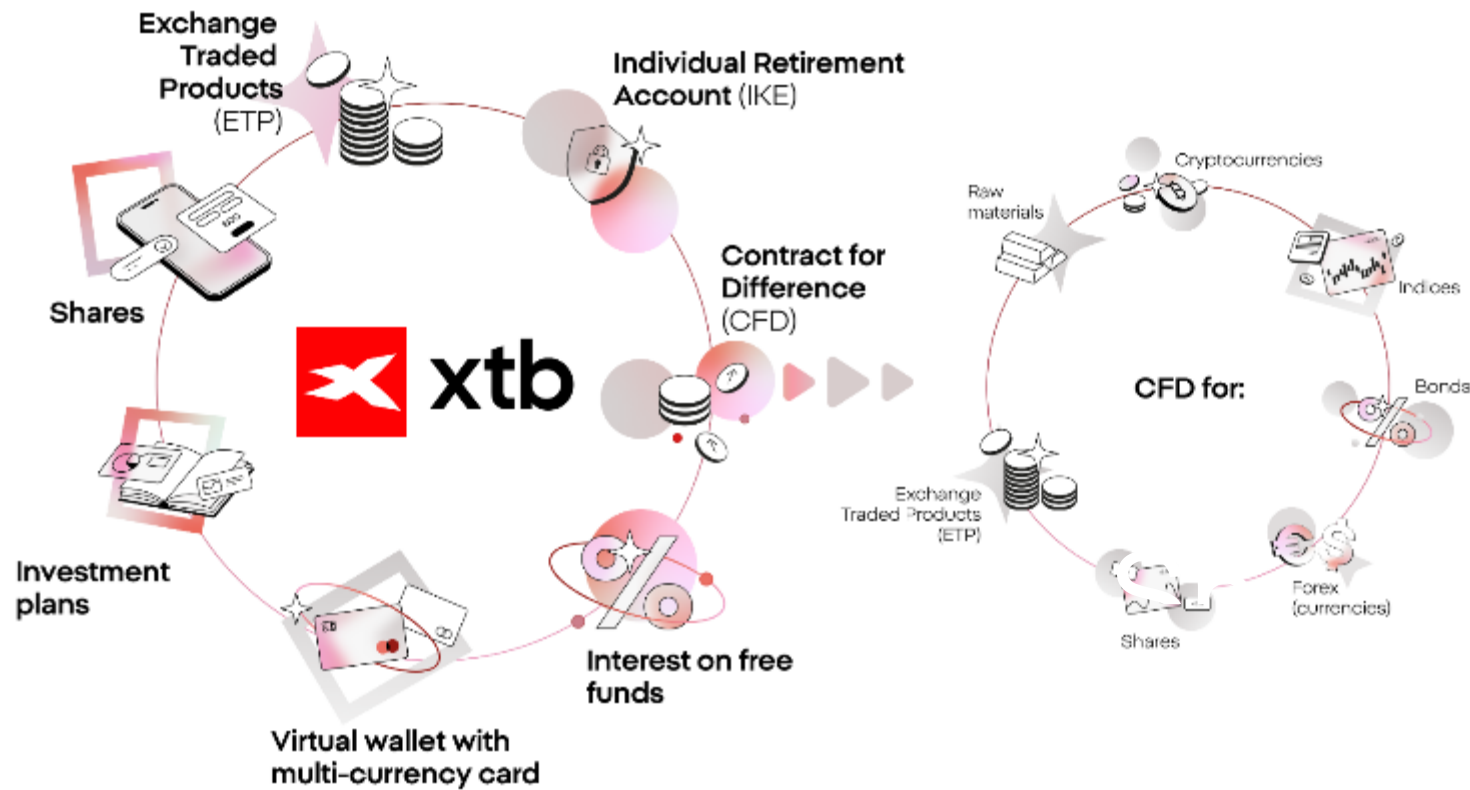 Exchange
Traded
Products
(ETP)
Individual Retirement
Account (IKE)
Contract for
Difference
(CFD)
Shares
xtb
Investment
plans
Interest on free
funds
Virtual wallet with
multi-currency card
Cryptocurrencies
Raw
materials
Indices
CFD for:
Bonds
Exchange
Traded Products
(ETP)
Forex
(currencies)
Shares